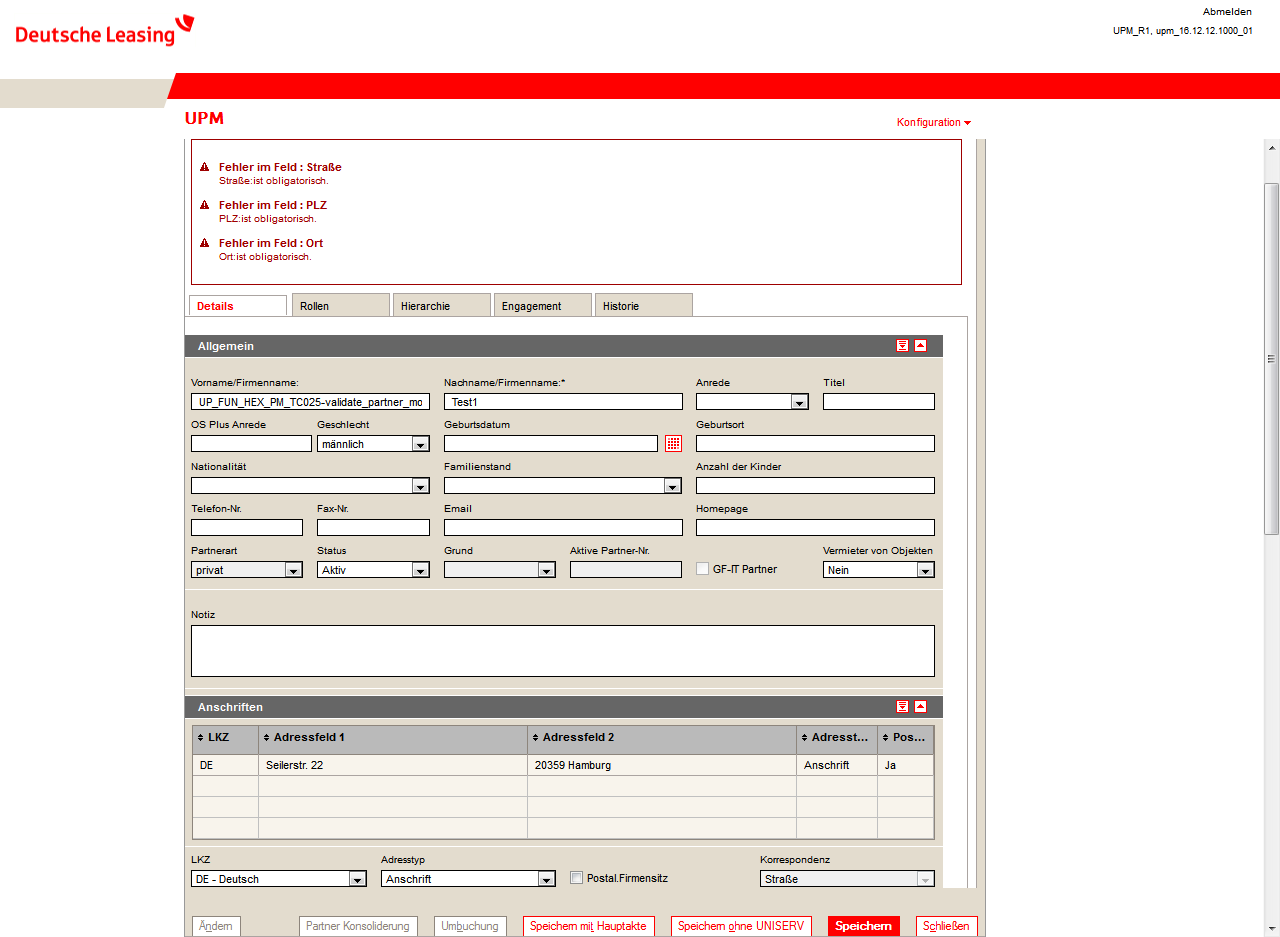 Abmelden
Deutsche Leasing
UPM_R1, upm_16.12.12.1000_01
UPM
Konfiguration
Fehler im Feld : Straße
Straße:ist obligatorisch.
Fehler im Feld : PLZ
PLZ:ist obligatorisch.
Fehler im Feld : Ort
Ort:ist obligatorisch.
Details Rollen Hierarchie Engagement Historie
Allgemein
Vorname/Firmenname: Nachname/Firmenname:* Anrede Titel
UP_FUN_HEX_PM_TC025-validate_partner_mo Test1
OS Plus Anrede Geschlecht Geburtsdatum Geburtsort
männlich
Nationalität Familienstand Anzahl der Kinder
Telefon-Nr. Fax-Nr. Email Homepage
Partnerart Status Grund Aktive Partner-Nr. Vermieter von Objekten
privat Aktiv GF-IT Partner Nein
Notiz
Anschriften
LKZ Adressfeld 1 Adressfeld 2 Adresst... Pos...
DE Seilerstr. 22 20359 Hamburg Anschrift Ja
LKZ Adresstyp Korrespondenz
DE - Deutsch Anschrift Postal.Firmensitz Straße
Ändern Partner Konsolidierung Umbuchung Speichern mit Hauptakte Speichern ohne UNISERV Speichern Schließen